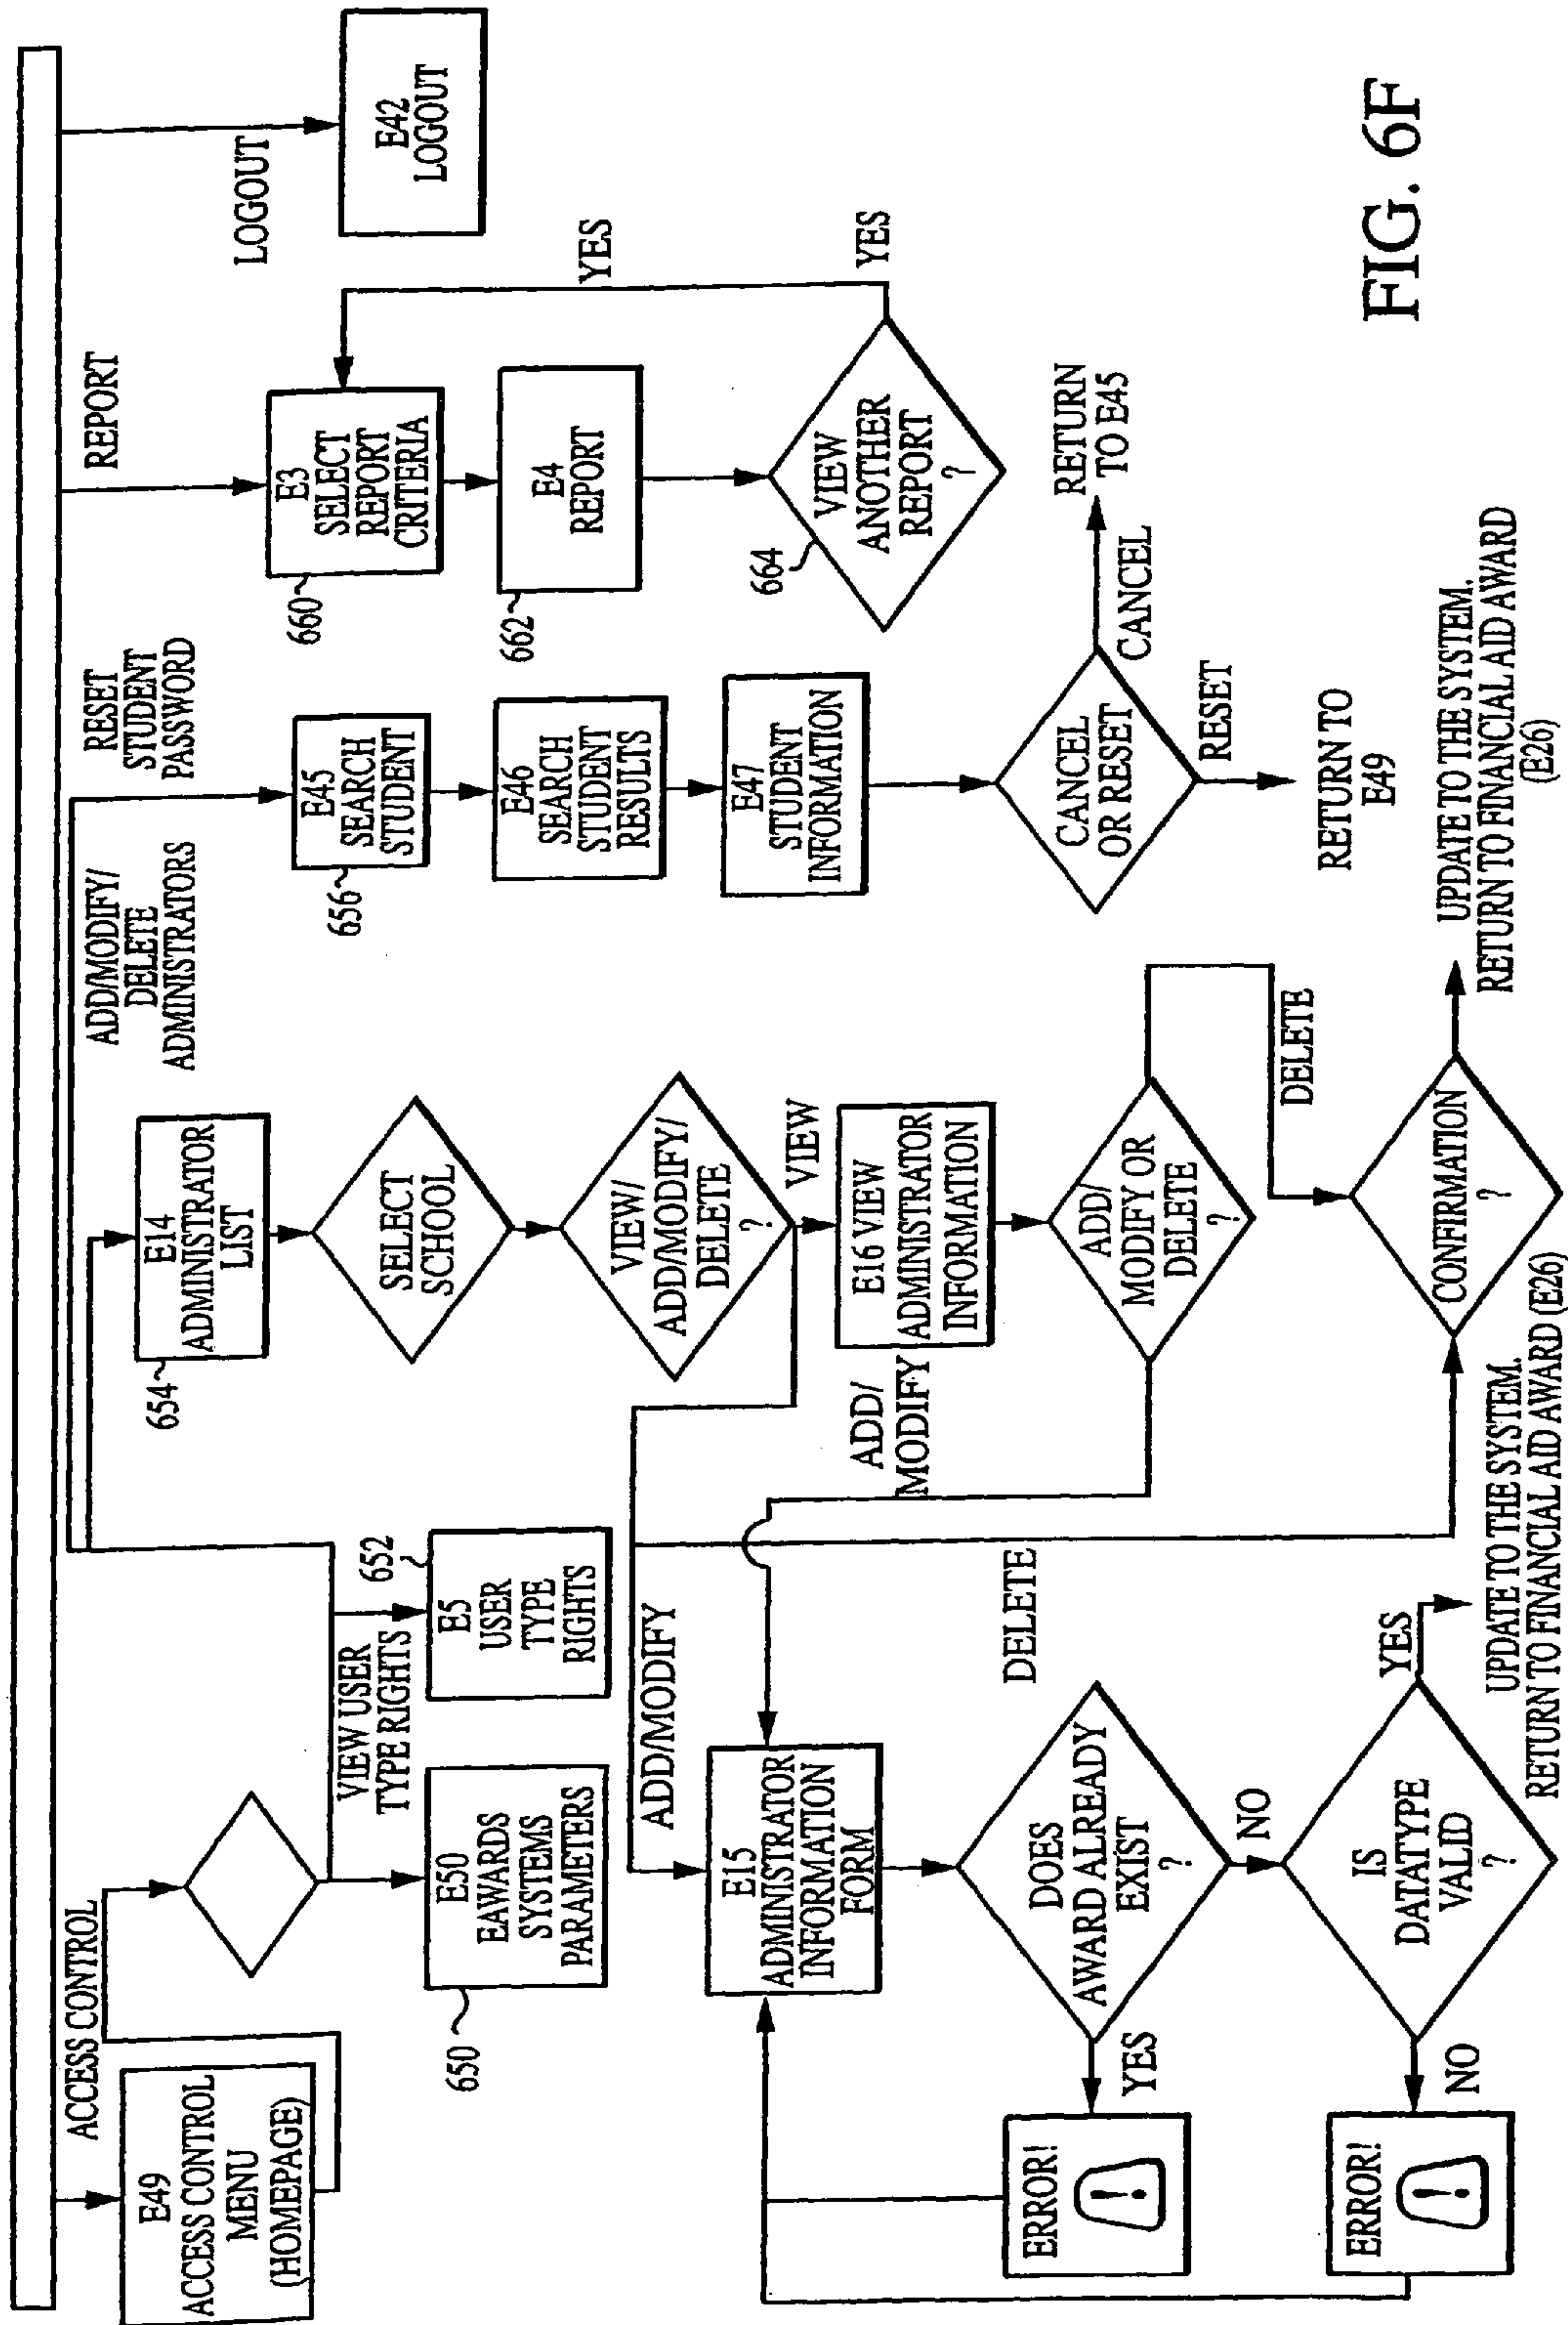 ACCESS CONTROL
E49
ACCESS CONTROL
MENU
(HOMEPAGE)
VIEW USER
TYPE RIGHTS
650
E50
EAWARDS
SYSTEMS
PARAMETERS
652
E5
USER
TYPE
RIGHTS
ADD/MODIFY/
DELETE
ADMINISTRATORS
654
E14
ADMINISTRATOR
LIST
SELECT
SCHOOL
VIEW/
ADD/MODIFY/
DELETE
?
VIEW
E16 VIEW
ADMINISTRATOR
INFORMATION
ADD/
MODIFY OR
DELETE
?
ADD/
MODIFY
DELETE
CONFIRMATION
?
UPDATE TO THE SYSTEM.
RETURN TO FINANCIAL AID AWARD
(E26)
ADD/MODIFY
DELETE
E15
ADMINISTRATOR
INFORMATION
FORM
DOES
AWARD ALREADY
EXIST
?
YES
ERROR!
!
NO
IS
DATATYPE
VALID
?
NO
ERROR!
!
YES
UPDATE TO THE SYSTEM.
RETURN TO FINANCIAL AID AWARD (E26)
RESET
STUDENT
PASSWORD
656
E45
SEARCH
STUDENT
E46
SEARCH
STUDENT
RESULTS
E47
STUDENT
INFORMATION
CANCEL
OR RESET
CANCEL
RETURN
TO E45
RESET
RETURN TO
E49
REPORT
660
E3
SELECT
REPORT
CRITERIA
662
E4
REPORT
664
VIEW
ANOTHER
REPORT
?
YES
YES
LOGOUT
E42
LOGOUT
FIG. 6F